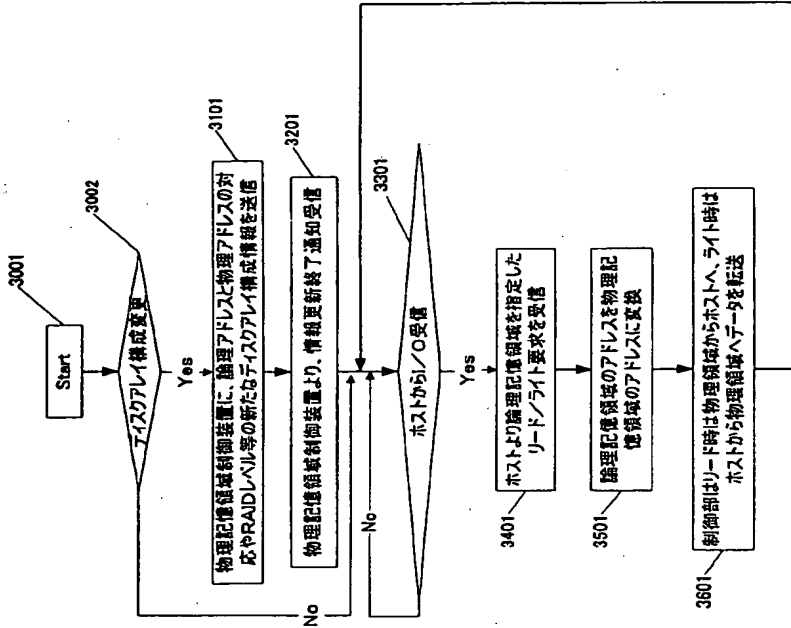 3001
Start
3002
ディスクアレイ構成変更
Yes
No
3101
物理記憶領域制御装置に、論理アドレスと物理アドレスの対
応やRAIDレベル等の新たなディスクアレイ構成情報を送信
3201
物理記憶領域制御装置より、情報更新終了通知受信
3301
ホストからI/O受信
No
Yes
3401
ホストより論理記憶領域を指定した
リード/ライト要求を受信
3501
論理記憶領域のアドレスを物理記
憶領域のアドレスに変換
3601
制御部はリード時は物理領域からホストへ、ライト時は
ホストから物理領域へデータを転送